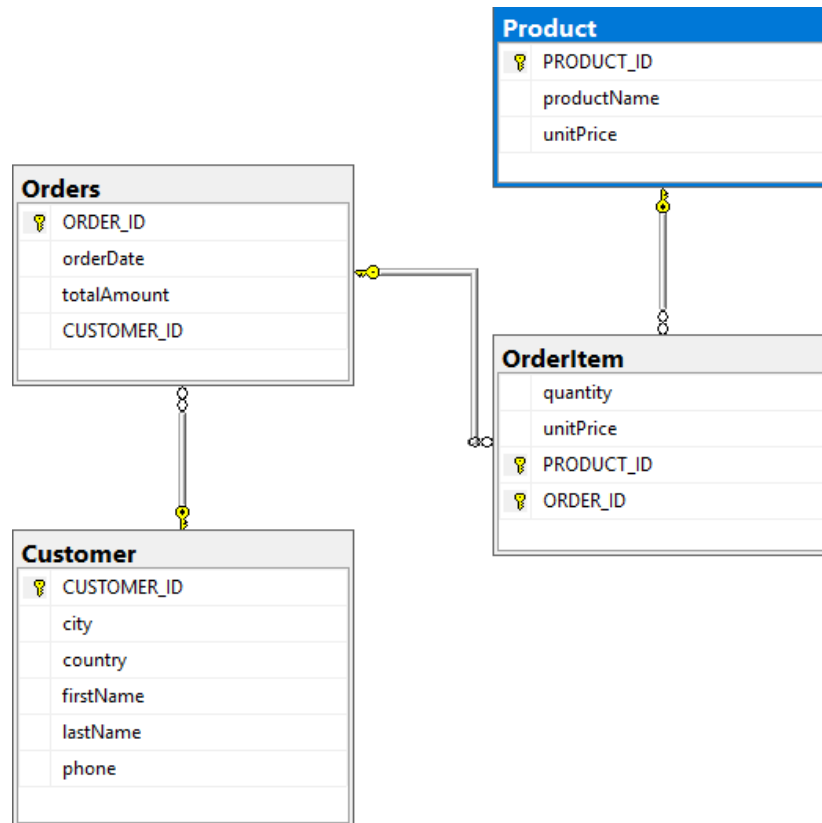 Product
PRODUCT_ID
productName
unitPrice
Orders
ORDER_ID
orderDate
totalAmount
CUSTOMER_ID
OrderItem
quantity
unitPrice
PRODUCT_ID
ORDER_ID
Customer
CUSTOMER_ID
city
country
firstName
lastName
phone